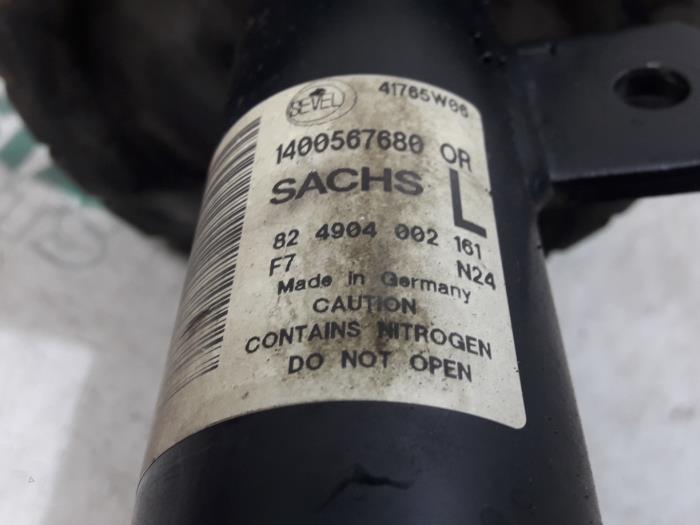 SEVEL 41765W06
1400567680 OR
SACHS L
82 4904 002 161
F7 N24
Made in Germany
CAUTION
CONTAINS NITROGEN
DO NOT OPEN